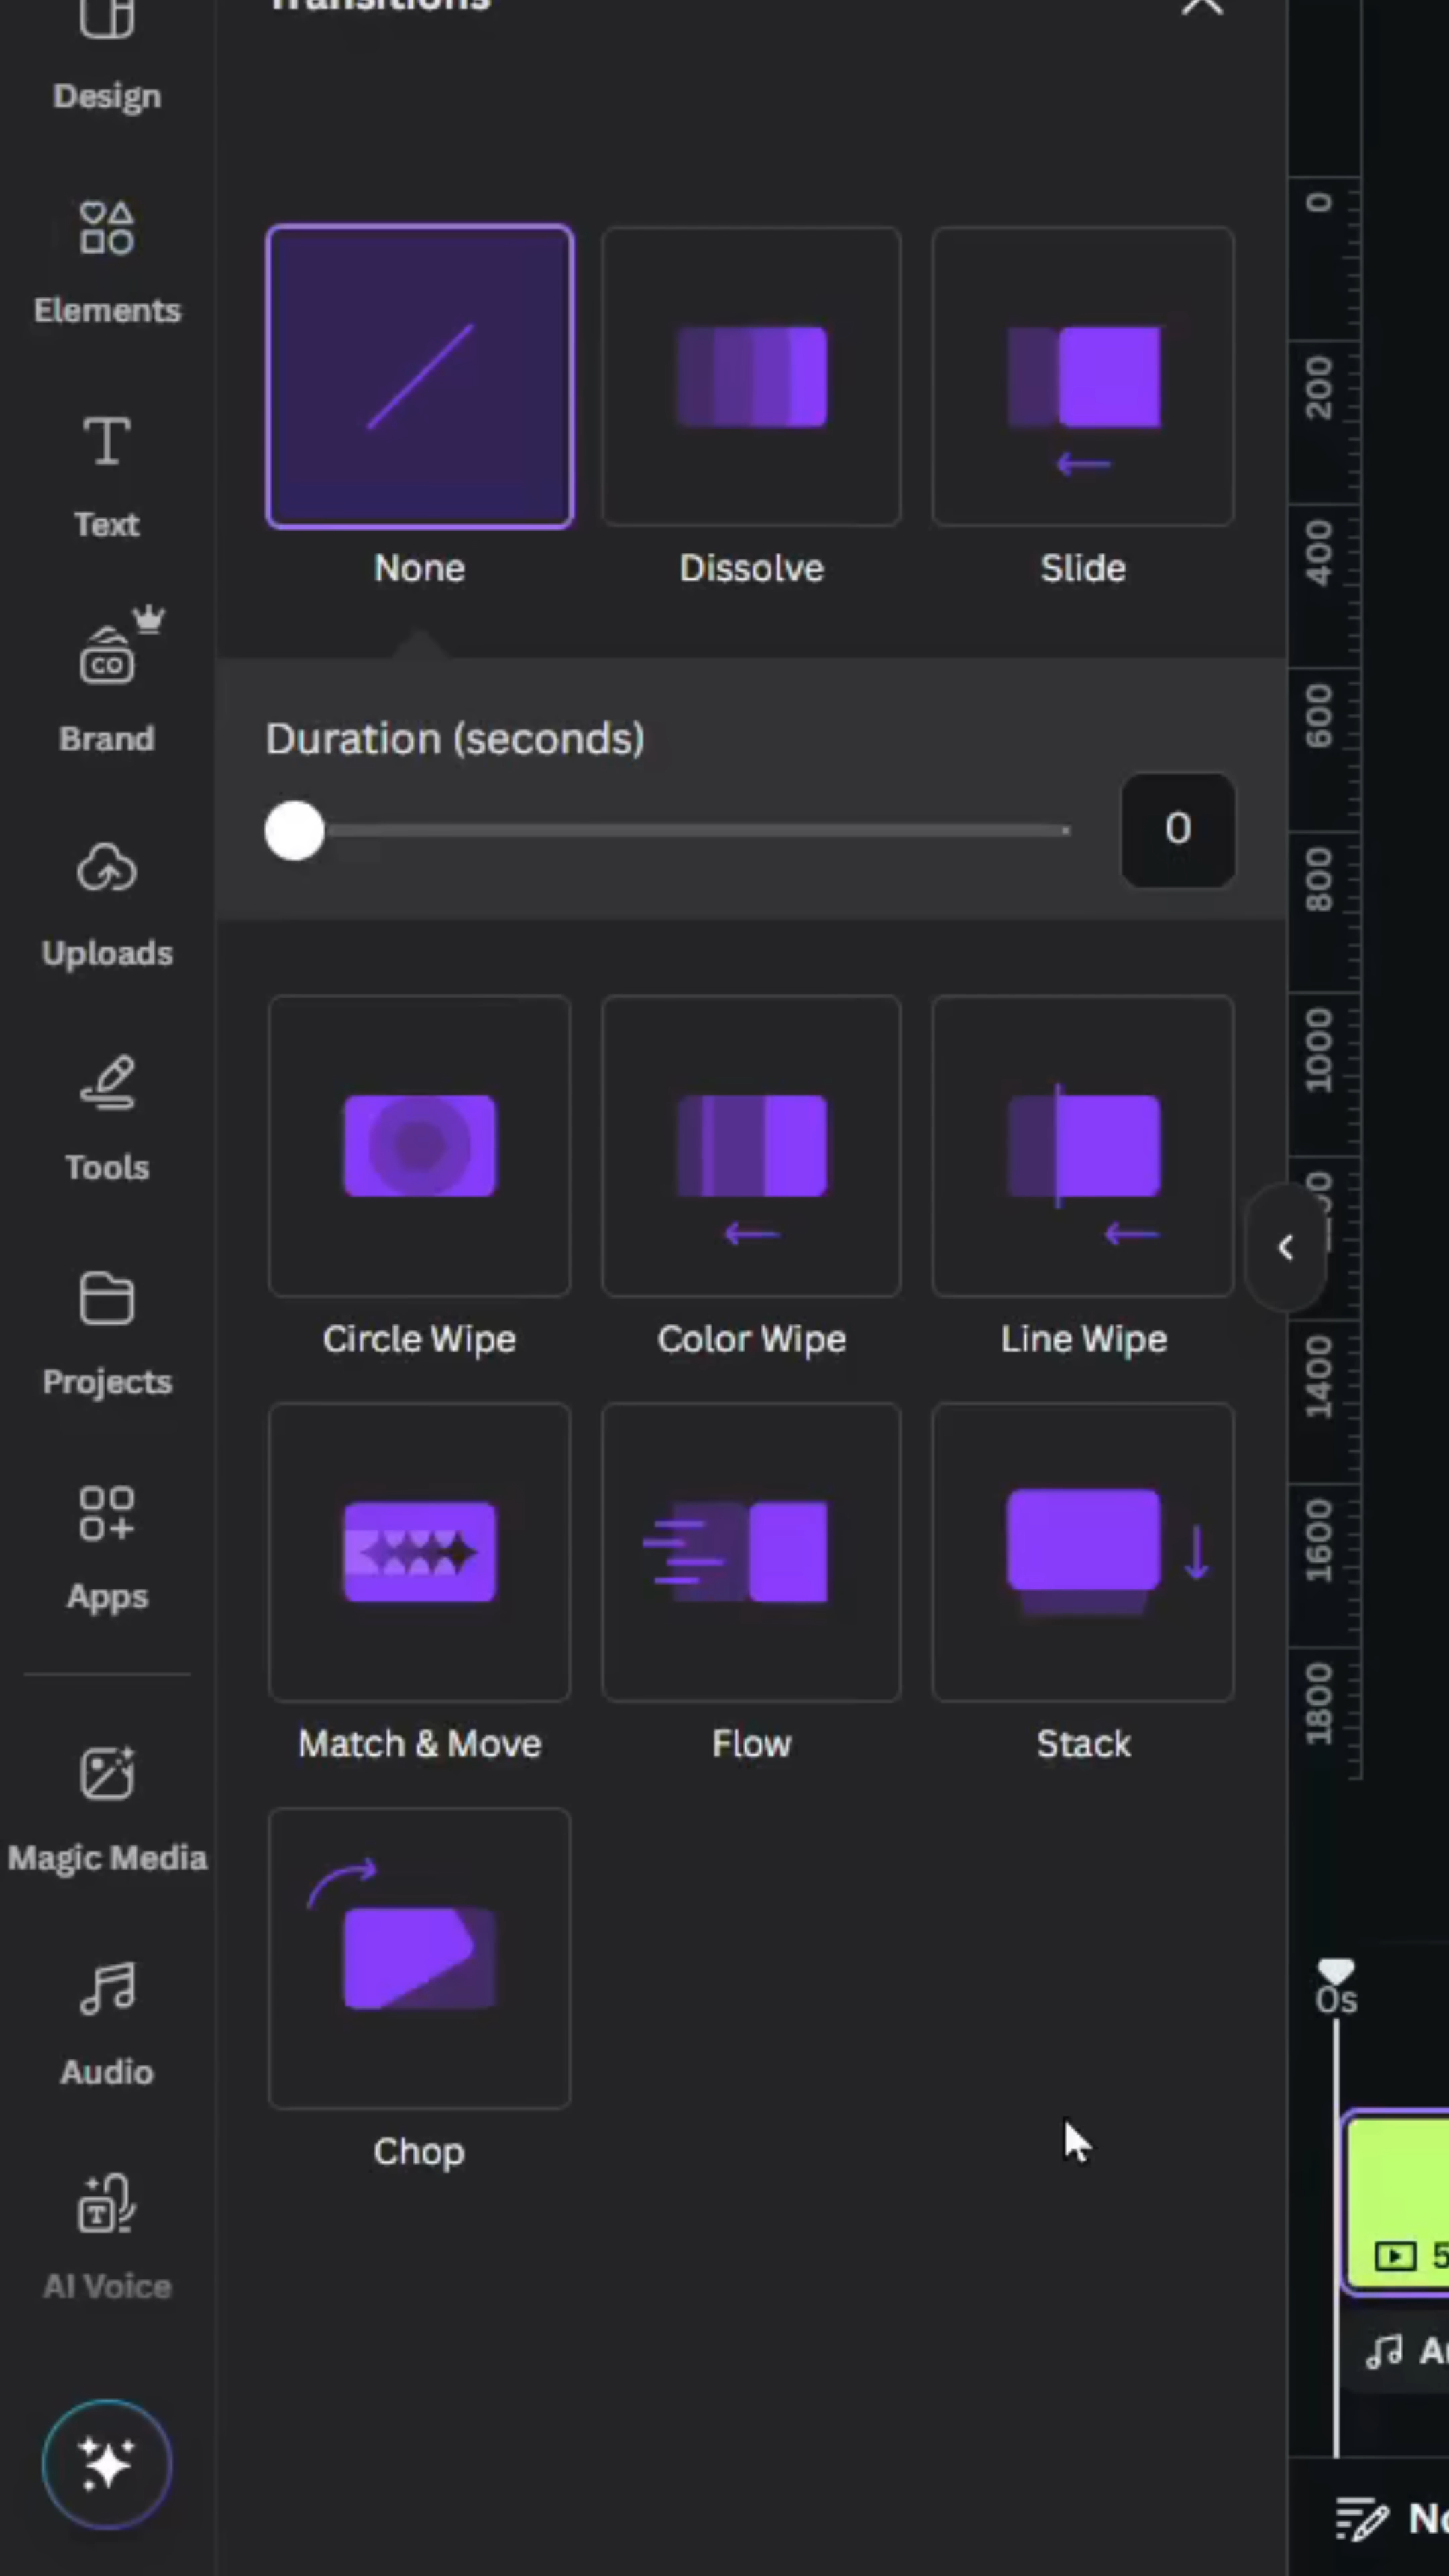 Transitions
Design
Elements
Text
Brand
Uploads
Tools
Projects
Apps
Magic Media
Audio
AI Voice
None
Dissolve
Slide
Duration (seconds)
0
Circle Wipe
Color Wipe
Line Wipe
Match & Move
Flow
Stack
Chop
0
200
400
600
800
1000
1400
1600
1800
0s
5